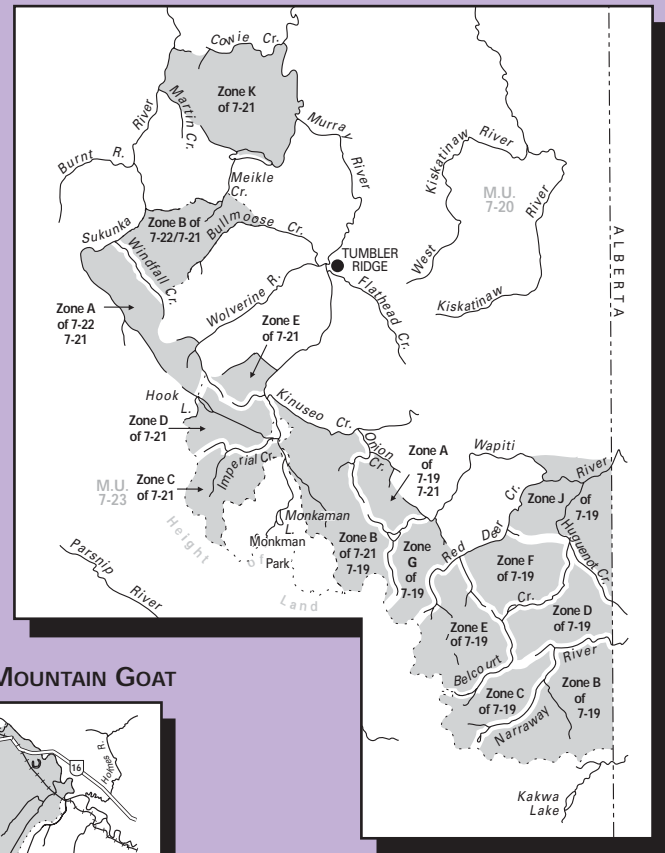 Cowie Cr.
Zone K
of 7-21
River
Martin Cr.
Murray
River
Burnt R.
Meikle
Cr.
Kiskatinaw River
M.U.
7-20
River
West
Kiskatinaw
ALBERTA
Sukunka
Zone B of
7-22/7-21
Bullmoose Cr.
Windfall Cr.
TUMBLER
RIDGE
Flathead Cr.
Wolverine R.
Zone A
of 7-22
7-21
Zone E
of 7-21
Hook
L.
Kinuseo Cr.
Zone D
of 7-21
Onion
Cr.
Zone A
of
7-19
7-21
Wapiti
River
Imperial Cr.
M.U.
7-23
Zone C
of 7-21
Height
of
Land
Monkaman
L.
Monkman
Park
Zone B
of 7-21
7-19
Zone
G
of
7-19
Red Deer Cr.
Zone J of
7-19
Huguenot Cr.
Zone F
of 7-19
Parsnip
River
Zone E
of 7-19
Belcourt
Cr.
Zone D
of 7-19
River
Zone C
of 7-19
Narraway
Zone B
of
7-19
Kakwa
Lake
MOUNTAIN GOAT
16
Holmes R.